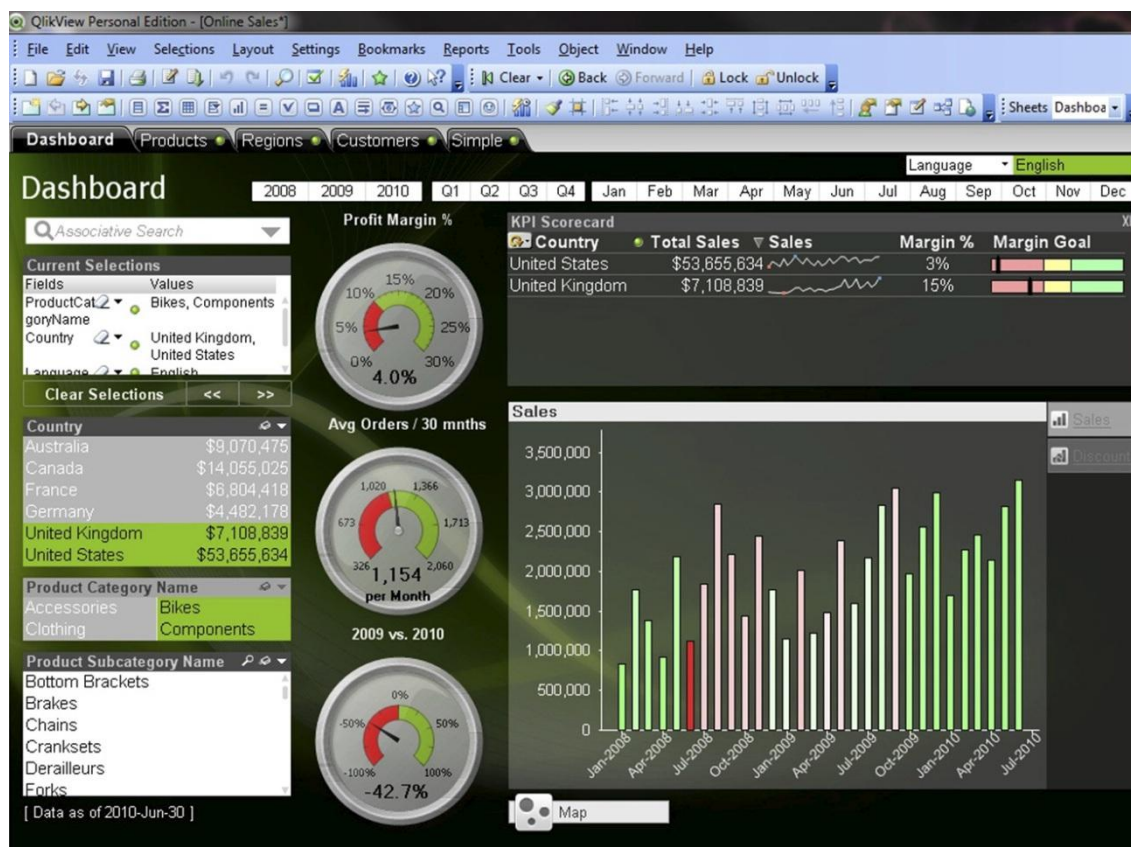 QlikView Personal Edition - [Online Sales*]
File Edit View Selections Layout Settings Bookmarks Reports Tools Object Window Help
Clear Back Forward Lock Unlock
Sheets Dashboa
Dashboard Products Regions Customers Simple
Language English
Dashboard
2008 2009 2010 Q1 Q2 Q3 Q4 Jan Feb Mar Apr May Jun Jul Aug Sep Oct Nov Dec
Associative Search
Current Selections
Fields Values
ProductCat Bikes, Components
goryName
Country United Kingdom,
United States
Language English
Clear Selections << >>
Country
Australia $9,070,475
Canada $14,055,025
France $6,804,418
Germany $4,482,178
United Kingdom $7,108,839
United States $53,655,634
Product Category Name
Accessories Bikes
Clothing Components
Product Subcategory Name
Bottom Brackets
Brakes
Chains
Cranksets
Derailleurs
Forks
[ Data as of 2010-Jun-30 ]
Profit Margin %
15%
10% 20%
5% 25%
0% 30%
4.0%
Avg Orders / 30 mnths
1,020 1,366
673 1,713
326 2,060
1,154
per Month
2009 vs. 2010
0%
-50% 50%
-100% 100%
-42.7%
KPI Scorecard XL
Country Total Sales Sales Margin % Margin Goal
United States $53,655,634 3%
United Kingdom $7,108,839 15%
Sales
3,500,000
3,000,000
2,500,000
2,000,000
1,500,000
1,000,000
500,000
0
Jan-2008 Apr-2008 Jul-2008 Oct-2008 Jan-2009 Apr-2009 Jul-2009 Oct-2009 Jan-2010 Apr-2010 Jul-2010
Sales
Discount
Map